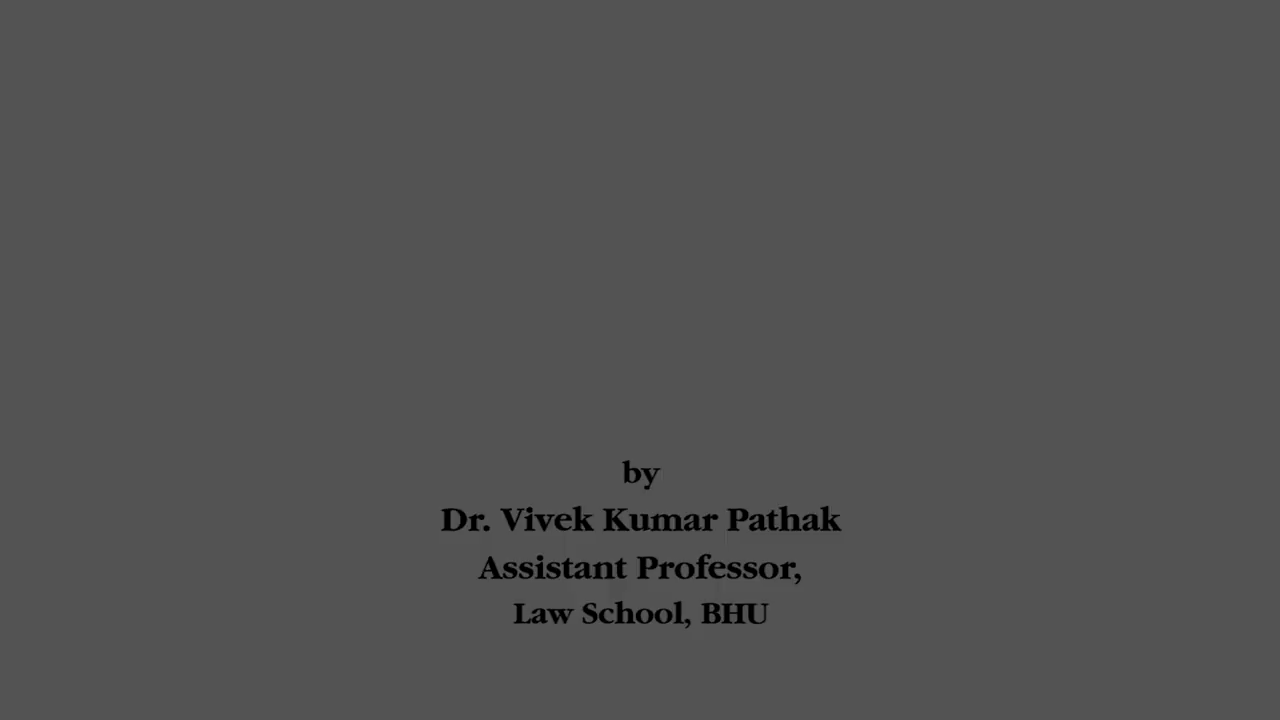 by
Dr. Vivek Kumar Pathak
Assistant Professor,
Law School, BHU